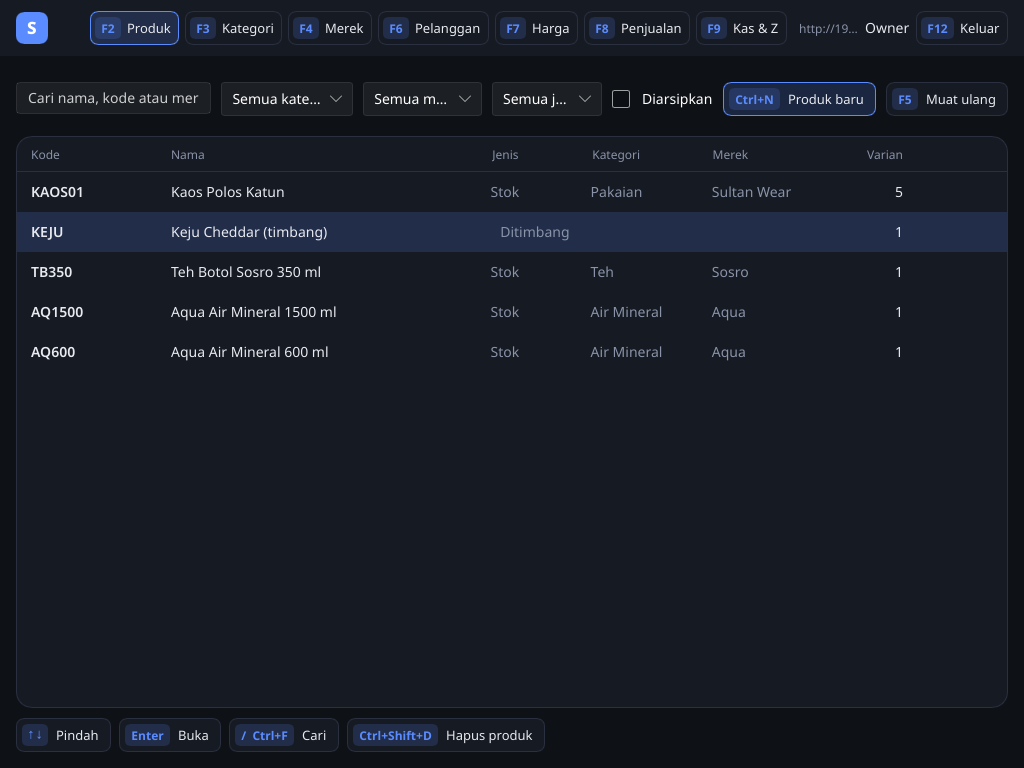 S F2 Produk F3 Kategori F4 Merek F6 Pelanggan F7 Harga F8 Penjualan F9 Kas & Z http://19... Owner F12 Keluar
Cari nama, kode atau mer Semua kate... Semua m... Semua j... Diarsipkan Ctrl+N Produk baru F5 Muat ulang
Kode Nama Jenis Kategori Merek Varian
KAOS01 Kaos Polos Katun Stok Pakaian Sultan Wear 5
KEJU Keju Cheddar (timbang) Ditimbang 1
TB350 Teh Botol Sosro 350 ml Stok Teh Sosro 1
AQ1500 Aqua Air Mineral 1500 ml Stok Air Mineral Aqua 1
AQ600 Aqua Air Mineral 600 ml Stok Air Mineral Aqua 1
↑↓ Pindah Enter Buka / Ctrl+F Cari Ctrl+Shift+D Hapus produk